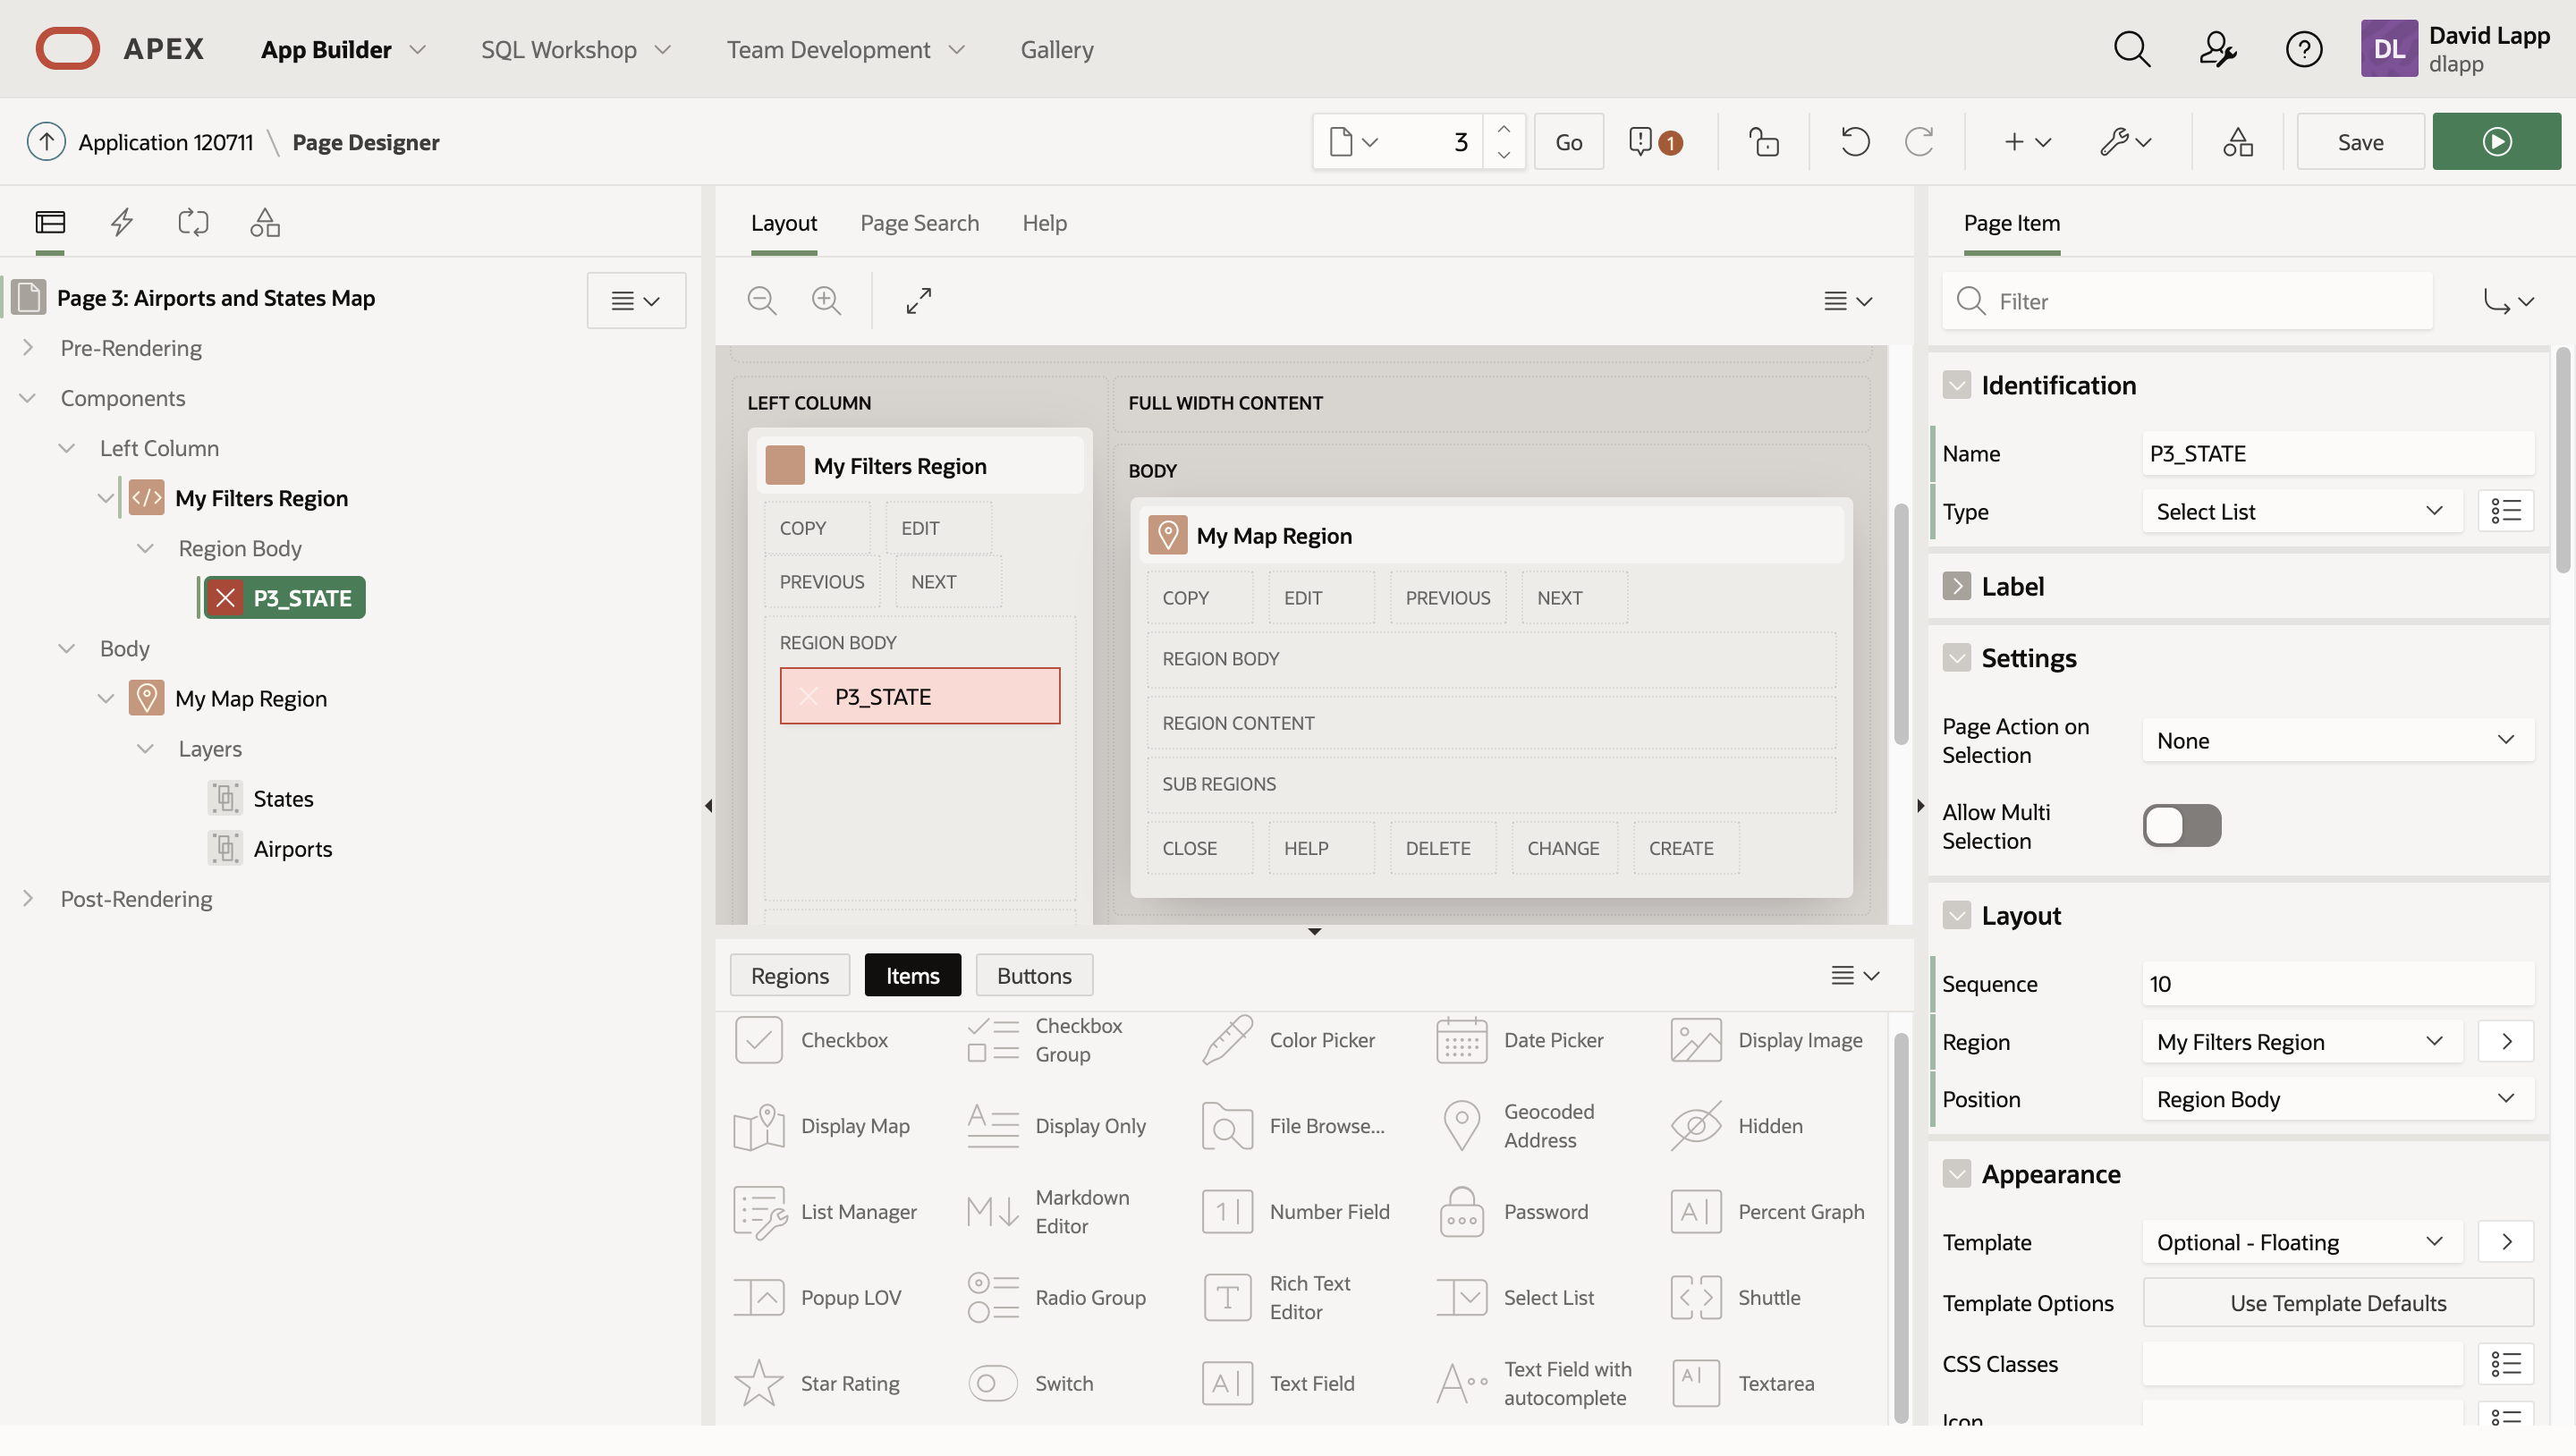 APEX
App Builder
SQL Workshop
Team Development
Gallery
DL
David Lapp
dlapp
Application 120711 \ Page Designer
3
Go
1
Save
Page 3: Airports and States Map
Pre-Rendering
Components
Left Column
My Filters Region
Region Body
P3_STATE
Body
My Map Region
Layers
States
Airports
Post-Rendering
Layout
Page Search
Help
LEFT COLUMN
My Filters Region
COPY
EDIT
PREVIOUS
NEXT
REGION BODY
P3_STATE
FULL WIDTH CONTENT
BODY
My Map Region
COPY
EDIT
PREVIOUS
NEXT
REGION BODY
REGION CONTENT
SUB REGIONS
CLOSE
HELP
DELETE
CHANGE
CREATE
Regions
Items
Buttons
Checkbox
Checkbox
Group
Color Picker
Date Picker
Display Image
Display Map
Display Only
File Browse...
Geocoded
Address
Hidden
List Manager
Markdown
Editor
Number Field
Password
Percent Graph
Popup LOV
Radio Group
Rich Text
Editor
Select List
Shuttle
Star Rating
Switch
Text Field
Text Field with
autocomplete
Textarea
Page Item
Filter
Identification
Name
P3_STATE
Type
Select List
Label
Settings
Page Action on
Selection
None
Allow Multi
Selection
Layout
Sequence
10
Region
My Filters Region
Position
Region Body
Appearance
Template
Optional - Floating
Template Options
Use Template Defaults
CSS Classes
Icon